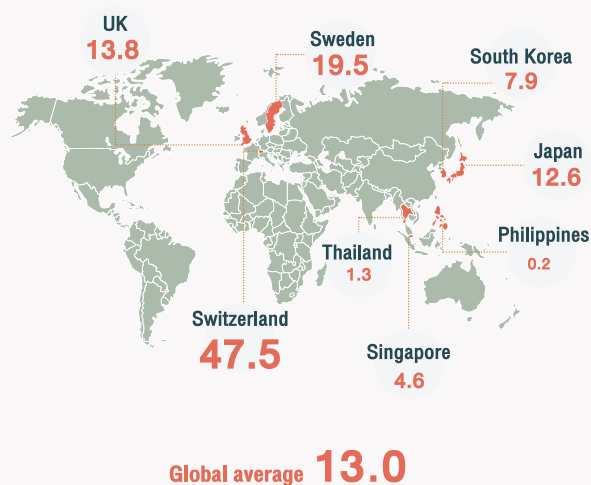 UK
13.8
Sweden
19.5
South Korea
7.9
Japan
12.6
Philippines
0.2
Thailand
1.3
Switzerland
47.5
Singapore
4.6
Global average 13.0